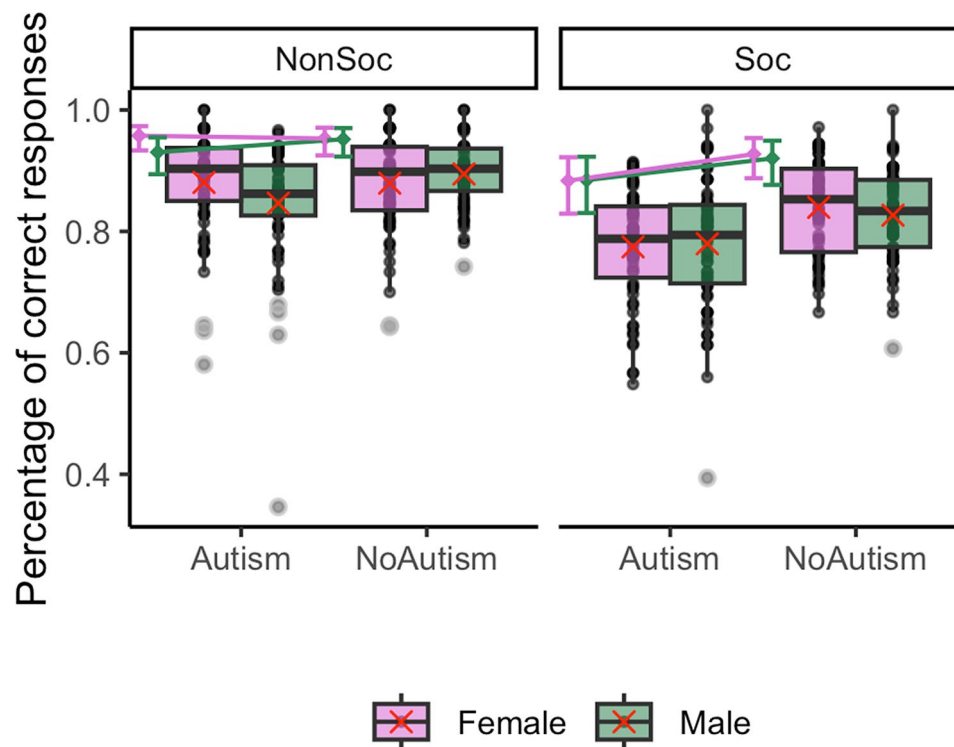 Percentage of correct responses
NonSoc
Soc
1.0
0.8
0.6
0.4
Autism
NoAutism
Autism
NoAutism
Female
Male